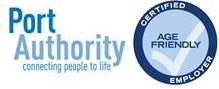 Port
Authority
connecting people to life
CERTIFIED
AGE
FRIENDLY
EMPLOYER